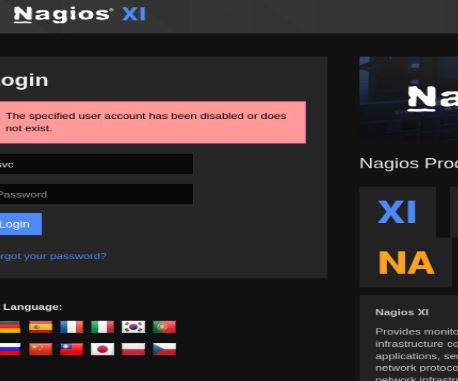 Nagios® XI
ogin
The specified user account has been disabled or does
not exist.
svc
Password
Login
rgot your password?
Language:
Na
Nagios Prod
XI
NA
Nagios XI
Provides monito
infrastructure co
applications, ser
network protoco
network infrastr